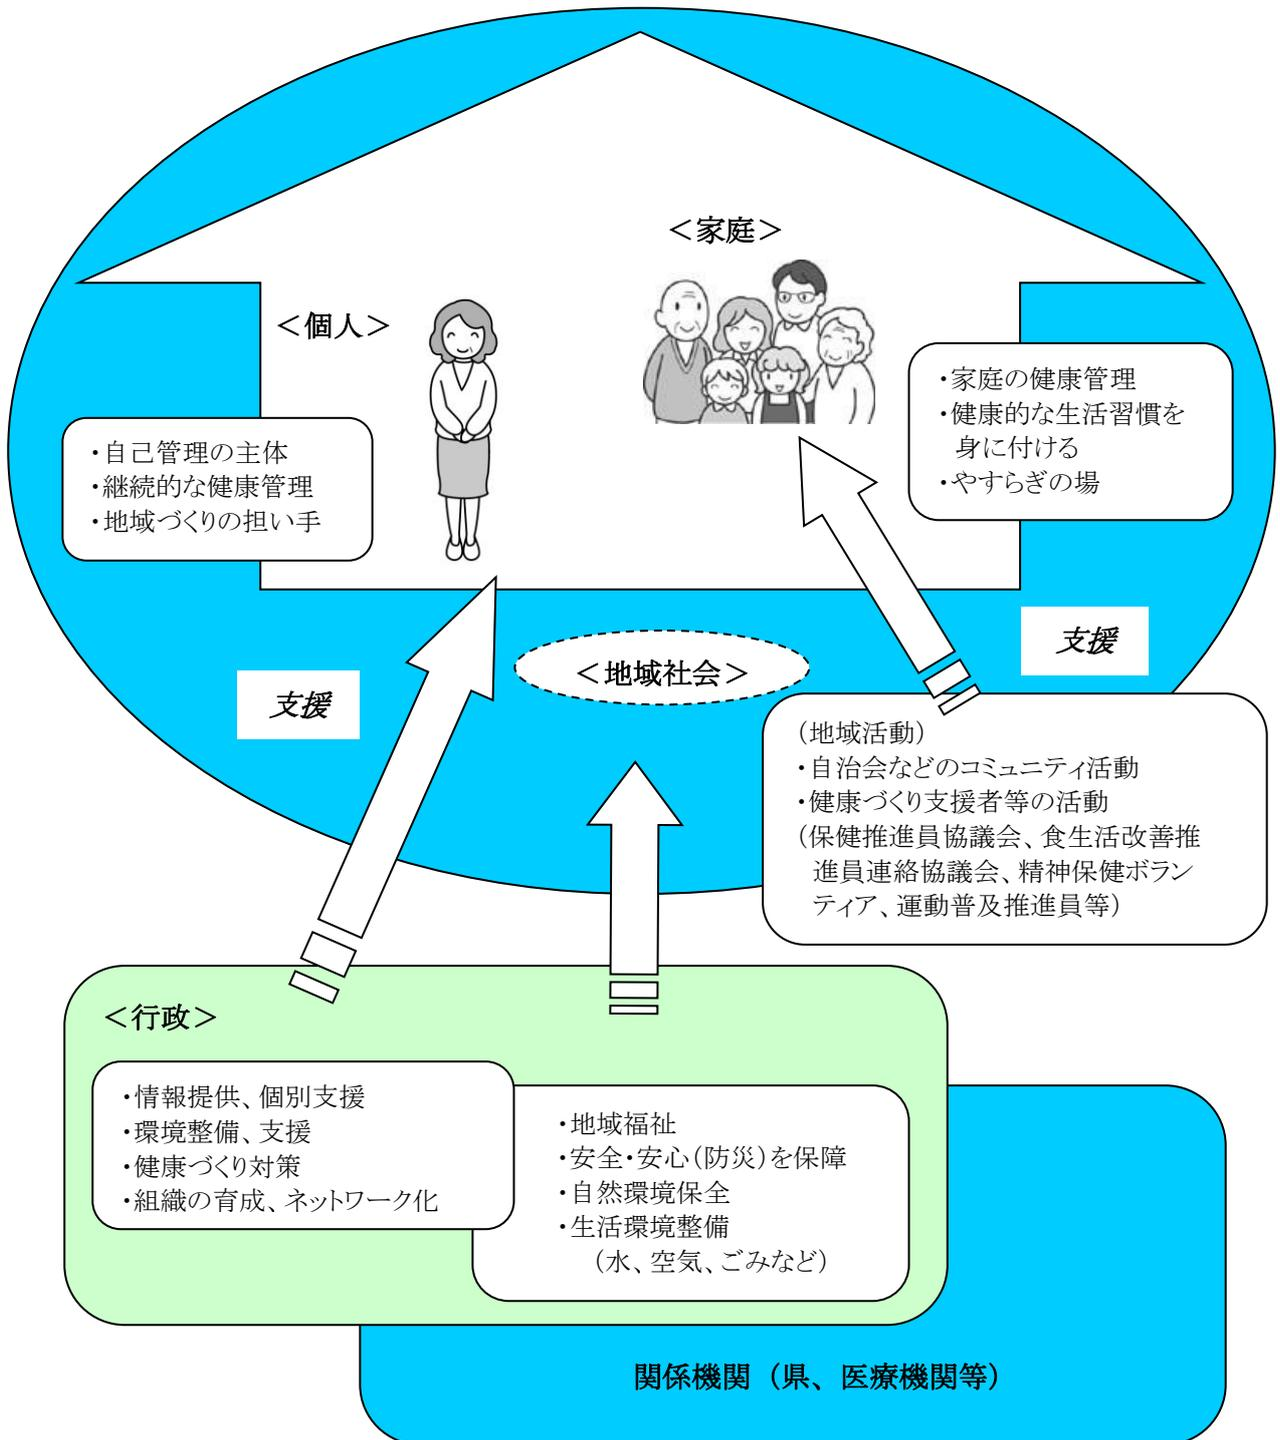 ＜家庭＞
＜個人＞
・家庭の健康管理
・健康的な生活習慣を
身に付ける
・やすらぎの場
・自己管理の主体
・継続的な健康管理
・地域づくりの担い手
支援
＜地域社会＞
支援
（地域活動）
・自治会などのコミュニティ活動
・健康づくり支援者等の活動
（保健推進員協議会、食生活改善推
進員連絡協議会、精神保健ボラン
ティア、運動普及推進員等）
＜行政＞
・情報提供、個別支援
・環境整備、支援
・健康づくり対策
・組織の育成、ネットワーク化
・地域福祉
・安全・安心（防災）を保障
・自然環境保全
・生活環境整備
（水、空気、ごみなど）
関係機関（県、医療機関等）